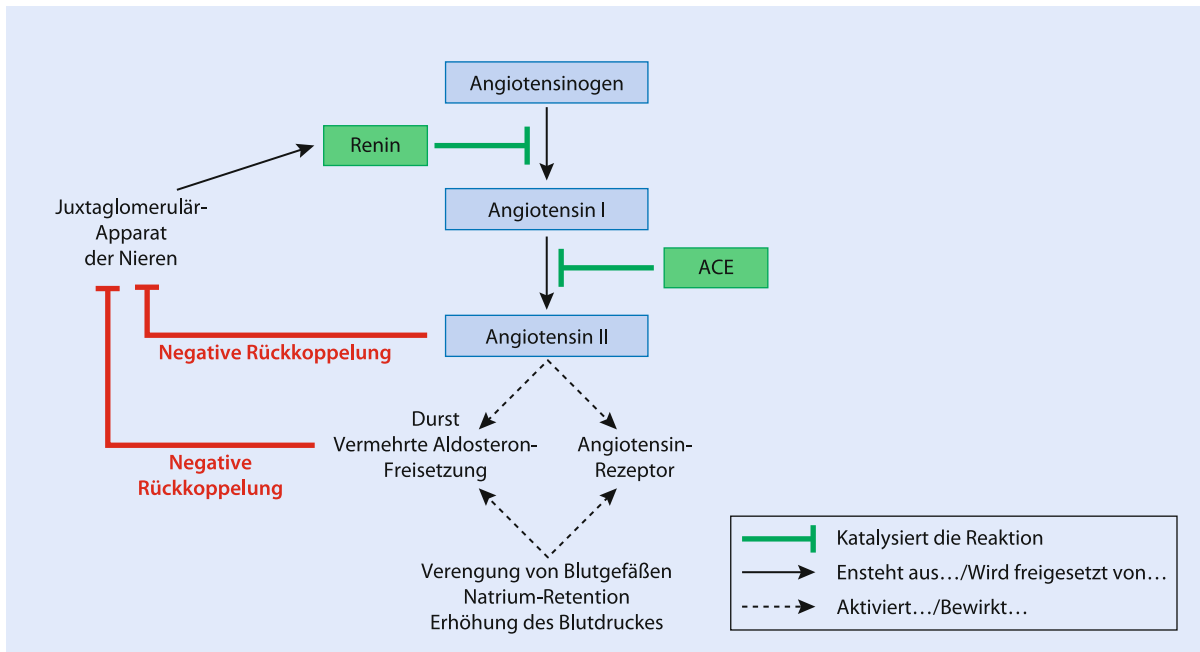 Angiotensinogen
Renin
Juxtaglomerulär-
Apparat
der Nieren
Angiotensin I
ACE
Angiotensin II
Negative Rückkoppelung
Durst
Vermehrte Aldosteron-
Freisetzung
Angiotensin-
Rezeptor
Negative
Rückkoppelung
Verengung von Blutgefäßen
Natrium-Retention
Erhöhung des Blutdruckes
Katalysiert die Reaktion
Ensteht aus…/Wird freigesetzt von…
Aktiviert…/Bewirkt…